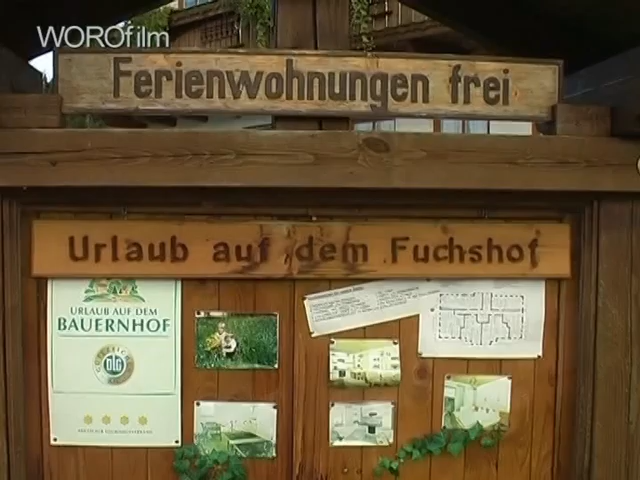 WOROfilm
Ferienwohnungen frei
Urlaub auf dem Fuchshof
URLAUB AUF DEM
BAUERNHOF
DLG